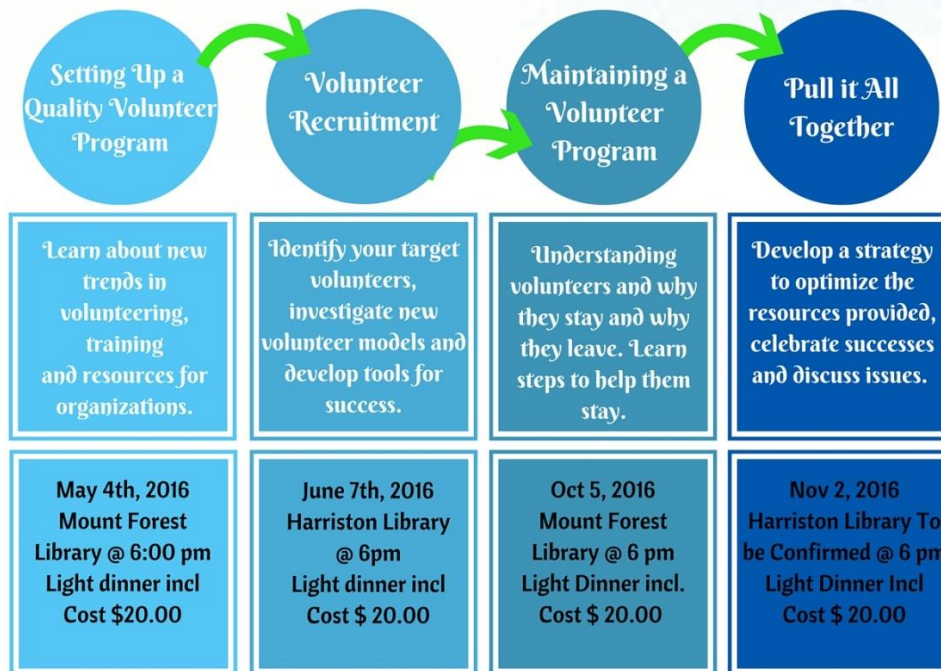 Setting Up a
Quality Volunteer
Program
Volunteer
Recruitment
Maintaining a
Volunteer
Program
Pull it All
Together
Learn about new
trends in
volunteering,
training
and resources for
organizations.
Identify your target
volunteers,
investigate new
volunteer models and
develop tools for
success.
Understanding
volunteers and why
they stay and why
they leave. Learn
steps to help them
stay.
Develop a strategy
to optimize the
resources provided,
celebrate successes
and discuss issues.
May 4th, 2016
Mount Forest
Library @ 6:00 pm
Light dinner incl
Cost $20.00
June 7th, 2016
Harriston Library
@ 6pm
Light dinner incl
Cost $ 20.00
Oct 5, 2016
Mount Forest
Library @ 6 pm
Light Dinner incl.
Cost $ 20.00
Nov 2, 2016
Harriston Library To
be Confirmed @ 6 pm
Light Dinner Incl
Cost $ 20.00